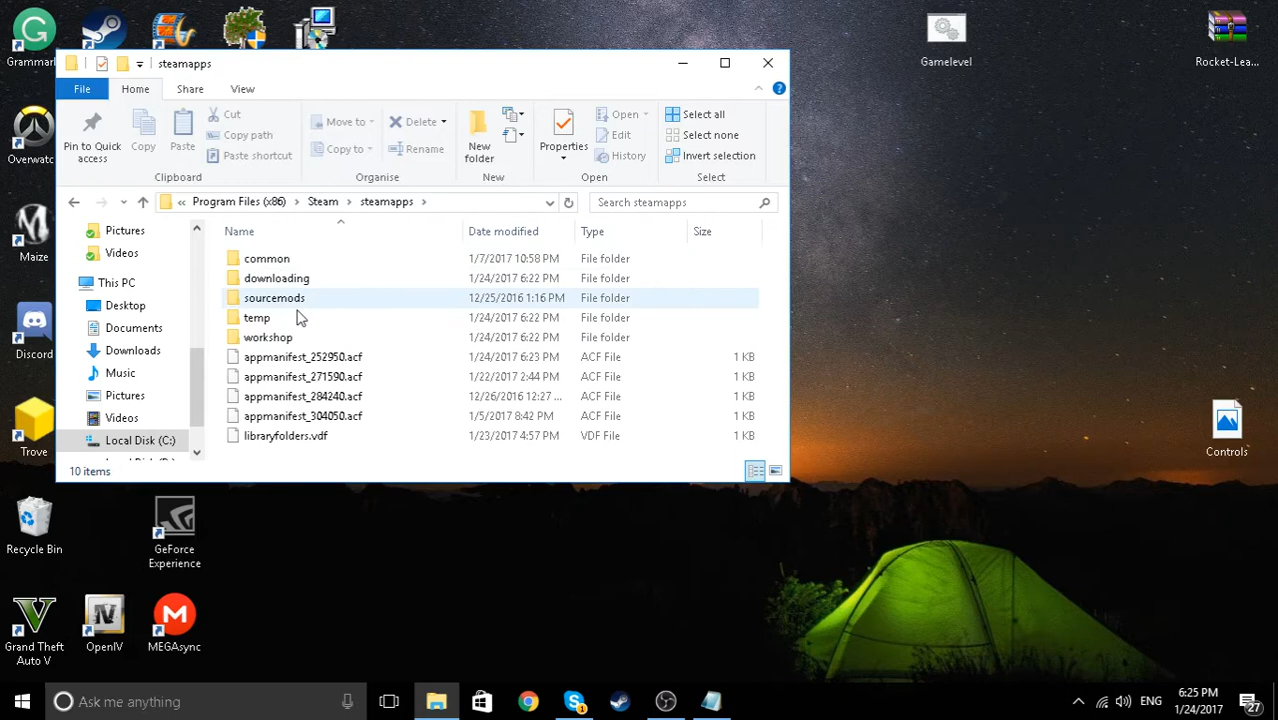 Grammarl
Gamelevel
Rocket-Lea...
steamapps
File
Home
Share
View
Pin to Quick access
Copy
Paste
Cut
Copy path
Paste shortcut
Clipboard
Move to
Copy to
Delete
Rename
Organise
New folder
New
Properties
Open
Edit
History
Open
Select all
Select none
Invert selection
Select
« Program Files (x86) > Steam > steamapps >
Search steamapps
Pictures
Videos
This PC
Desktop
Documents
Downloads
Music
Pictures
Videos
Local Disk (C:)
Name Date modified Type Size
common 1/7/2017 10:58 PM File folder
downloading 1/24/2017 6:22 PM File folder
sourcemods 12/25/2016 1:16 PM File folder
temp 1/24/2017 6:22 PM File folder
workshop 1/24/2017 6:22 PM File folder
appmanifest_252950.acf 1/24/2017 6:23 PM ACF File 1 KB
appmanifest_271590.acf 1/22/2017 2:44 PM ACF File 1 KB
appmanifest_284240.acf 12/26/2016 12:27 ... ACF File 1 KB
appmanifest_304050.acf 1/5/2017 8:42 PM ACF File 1 KB
libraryfolders.vdf 1/23/2017 4:57 PM VDF File 1 KB
10 items
Overwatc
Maize
Discord
Trove
Recycle Bin
GeForce
Experience
Grand Theft
Auto V
OpenIV
MEGAsync
Controls
Ask me anything
ENG
6:25 PM
1/24/2017
27